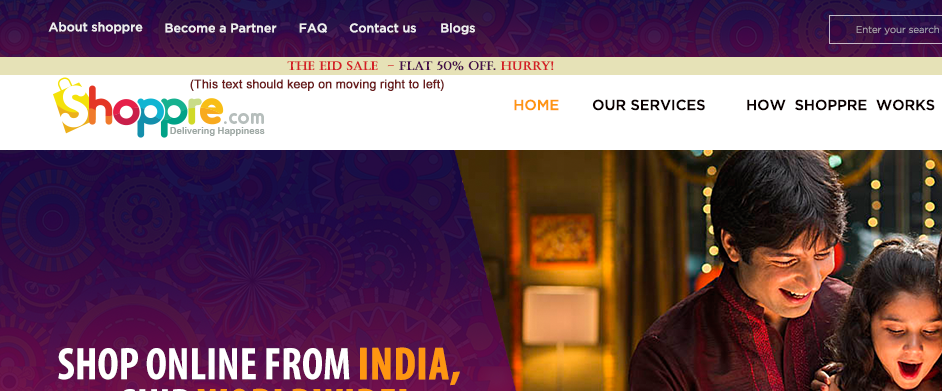 About shoppre Become a Partner FAQ Contact us Blogs Enter your search
THE EID SALE – FLAT 50% OFF. HURRY!
(This text should keep on moving right to left)
Shoppre.com
Delivering Happiness
HOME OUR SERVICES HOW SHOPPRE WORKS
SHOP ONLINE FROM INDIA,
SHIP WORLDWIDE!